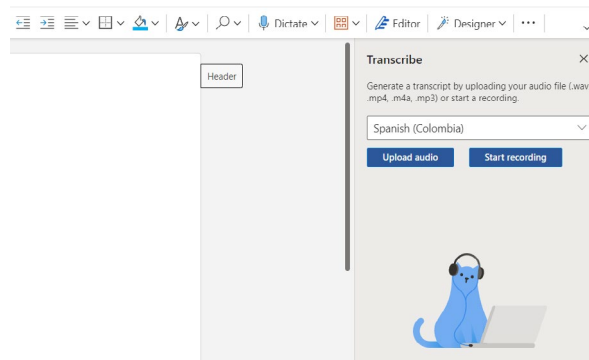 Dictate
Editor
Designer
Header
Transcribe
Generate a transcript by uploading your audio file (.wav
.mp4, .m4a, .mp3) or start a recording.
Spanish (Colombia)
Upload audio
Start recording